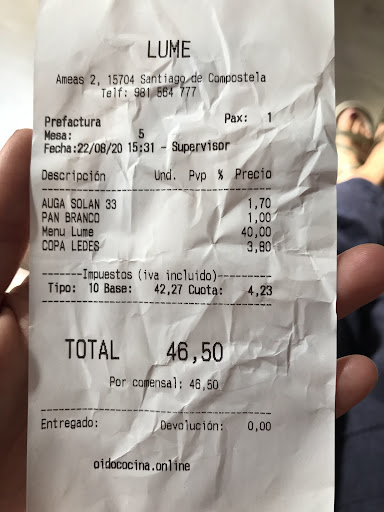 LUME
Ameas 2, 15704 Santiago de Compostela
Telf: 981 564 777
Prefactura Pax: 1
Mesa: 5
Fecha:22/08/20 15:31 - Supervisor
Descripción Und. Pvp % Precio
AUGA SOLAN 33 1,70
PAN BRANCO 1,00
Menu Lume 40,00
COPA LEDES 3,80
-------Impuestos (iva incluido)----------
Tipo: 10 Base: 42,27 Cuota: 4,23
TOTAL 46,50
Por comensal: 46,50
Entregado: Devolución: 0,00
oidococina.online